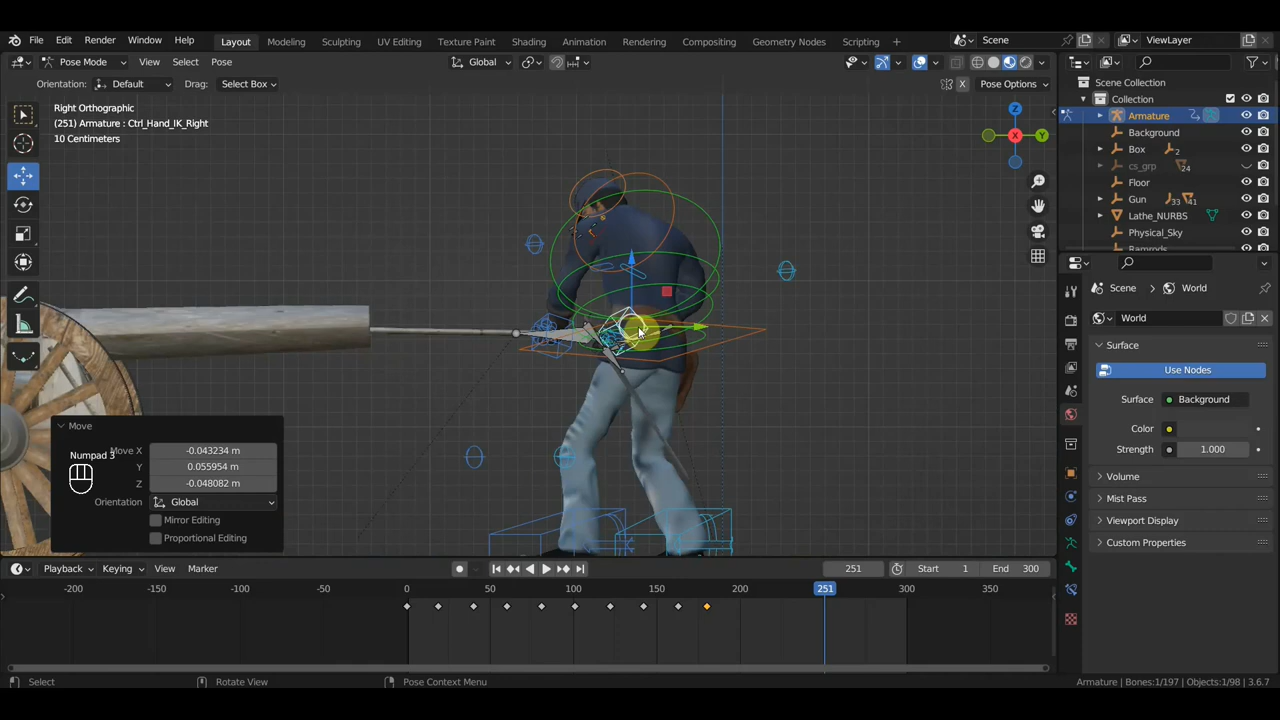 File Edit Render Window Help Layout Modeling Sculpting UV Editing Texture Paint Shading Animation Rendering Compositing Geometry Nodes Scripting + Scene ViewLayer
Pose Mode View Select Pose Global
Orientation: Default Drag: Select Box X Pose Options
Right Orthographic
(251) Armature : Ctrl_Hand_IK_Right
10 Centimeters
Z
X
Y
Scene Collection
Collection
Armature
Background
Box 2
cs_grp 24
Floor
Gun 33 41
Lathe_NURBS
Physical_Sky
Scene World
World
Surface
Use Nodes
Surface Background
Color
Strength 1.000
Volume
Mist Pass
Viewport Display
Custom Properties
Move
Move X -0.043234 m
Numpad 3
Y 0.055954 m
Z -0.048082 m
Orientation Global
Mirror Editing
Proportional Editing
Playback Keying View Marker 251 Start 1 End 300
-200 -150 -100 -50 0 50 100 150 200 251 300 350
Select Rotate View Pose Context Menu Armature | Bones:1/197 | Objects:1/98 | 3.6.7